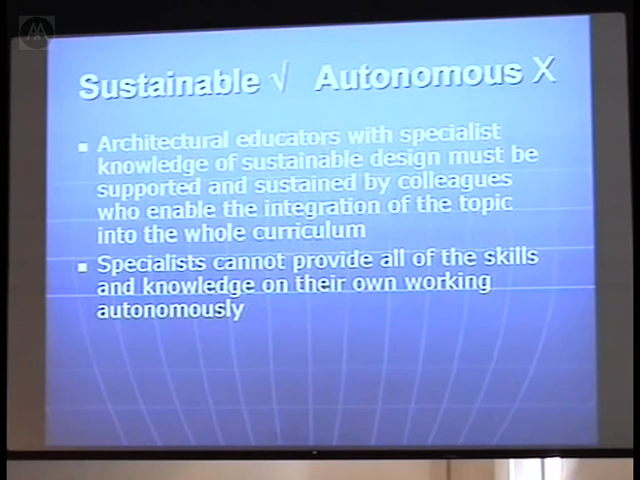 Sustainable √ Autonomous X
▪ Architectural educators with specialist
knowledge of sustainable design must be
supported and sustained by colleagues
who enable the integration of the topic
into the whole curriculum
▪ Specialists cannot provide all of the skills
and knowledge on their own working
autonomously